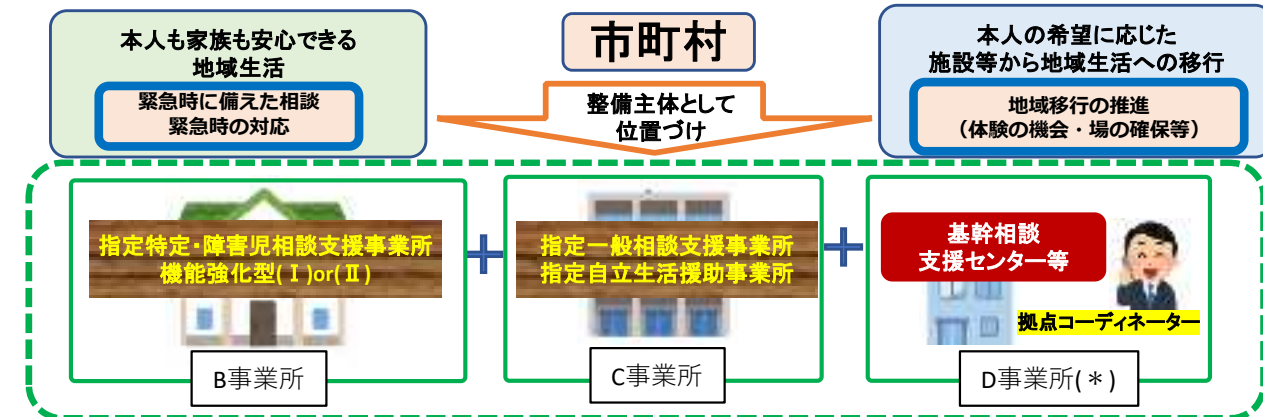 本人も家族も安心できる
地域生活
緊急時に備えた相談
緊急時の対応
市町村
整備主体として
位置づけ
本人の希望に応じた
施設等から地域生活への移行
地域移行の推進
（体験の機会・場の確保等）
指定特定・障害児相談支援事業所
機能強化型(Ⅰ)or(Ⅱ)
B事業所
＋
指定一般相談支援事業所
指定自立生活援助事業所
C事業所
＋
基幹相談
支援センター等
拠点コーディネーター
D事業所(＊)